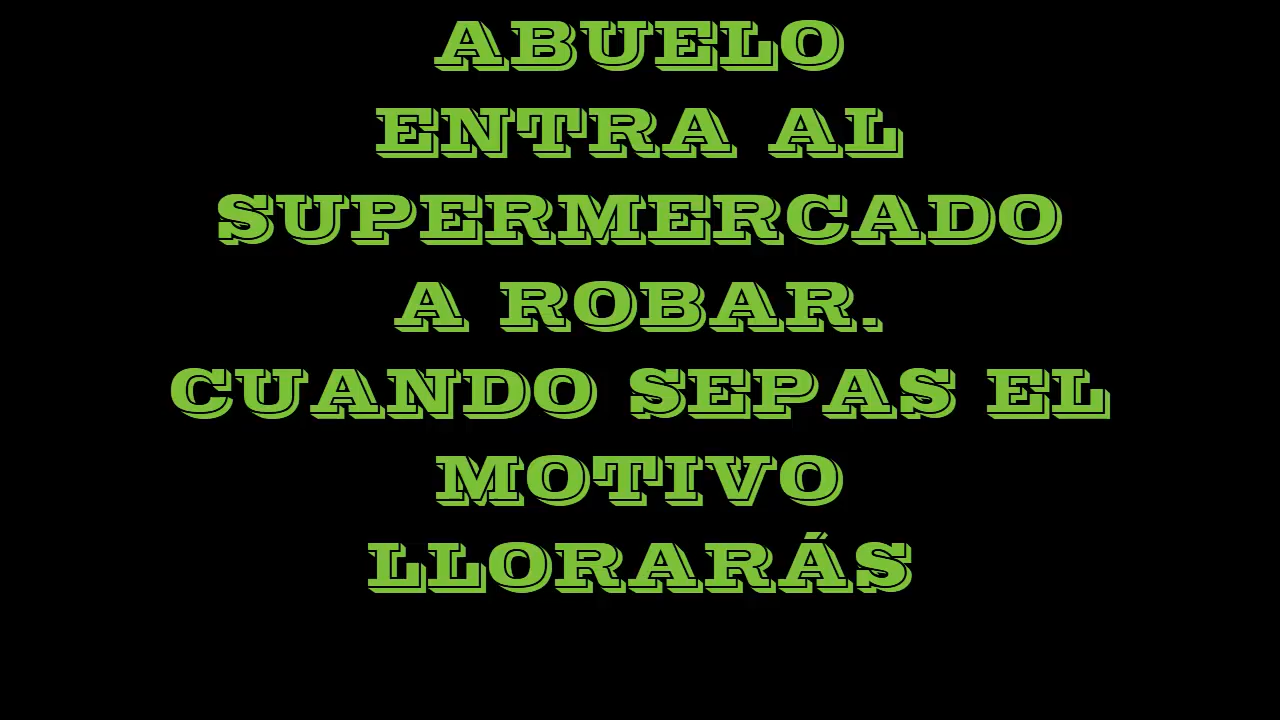 ABUELO
ENTRA AL
SUPERMERCADO
A ROBAR.
CUANDO SEPAS EL
MOTIVO
LLORARÁS